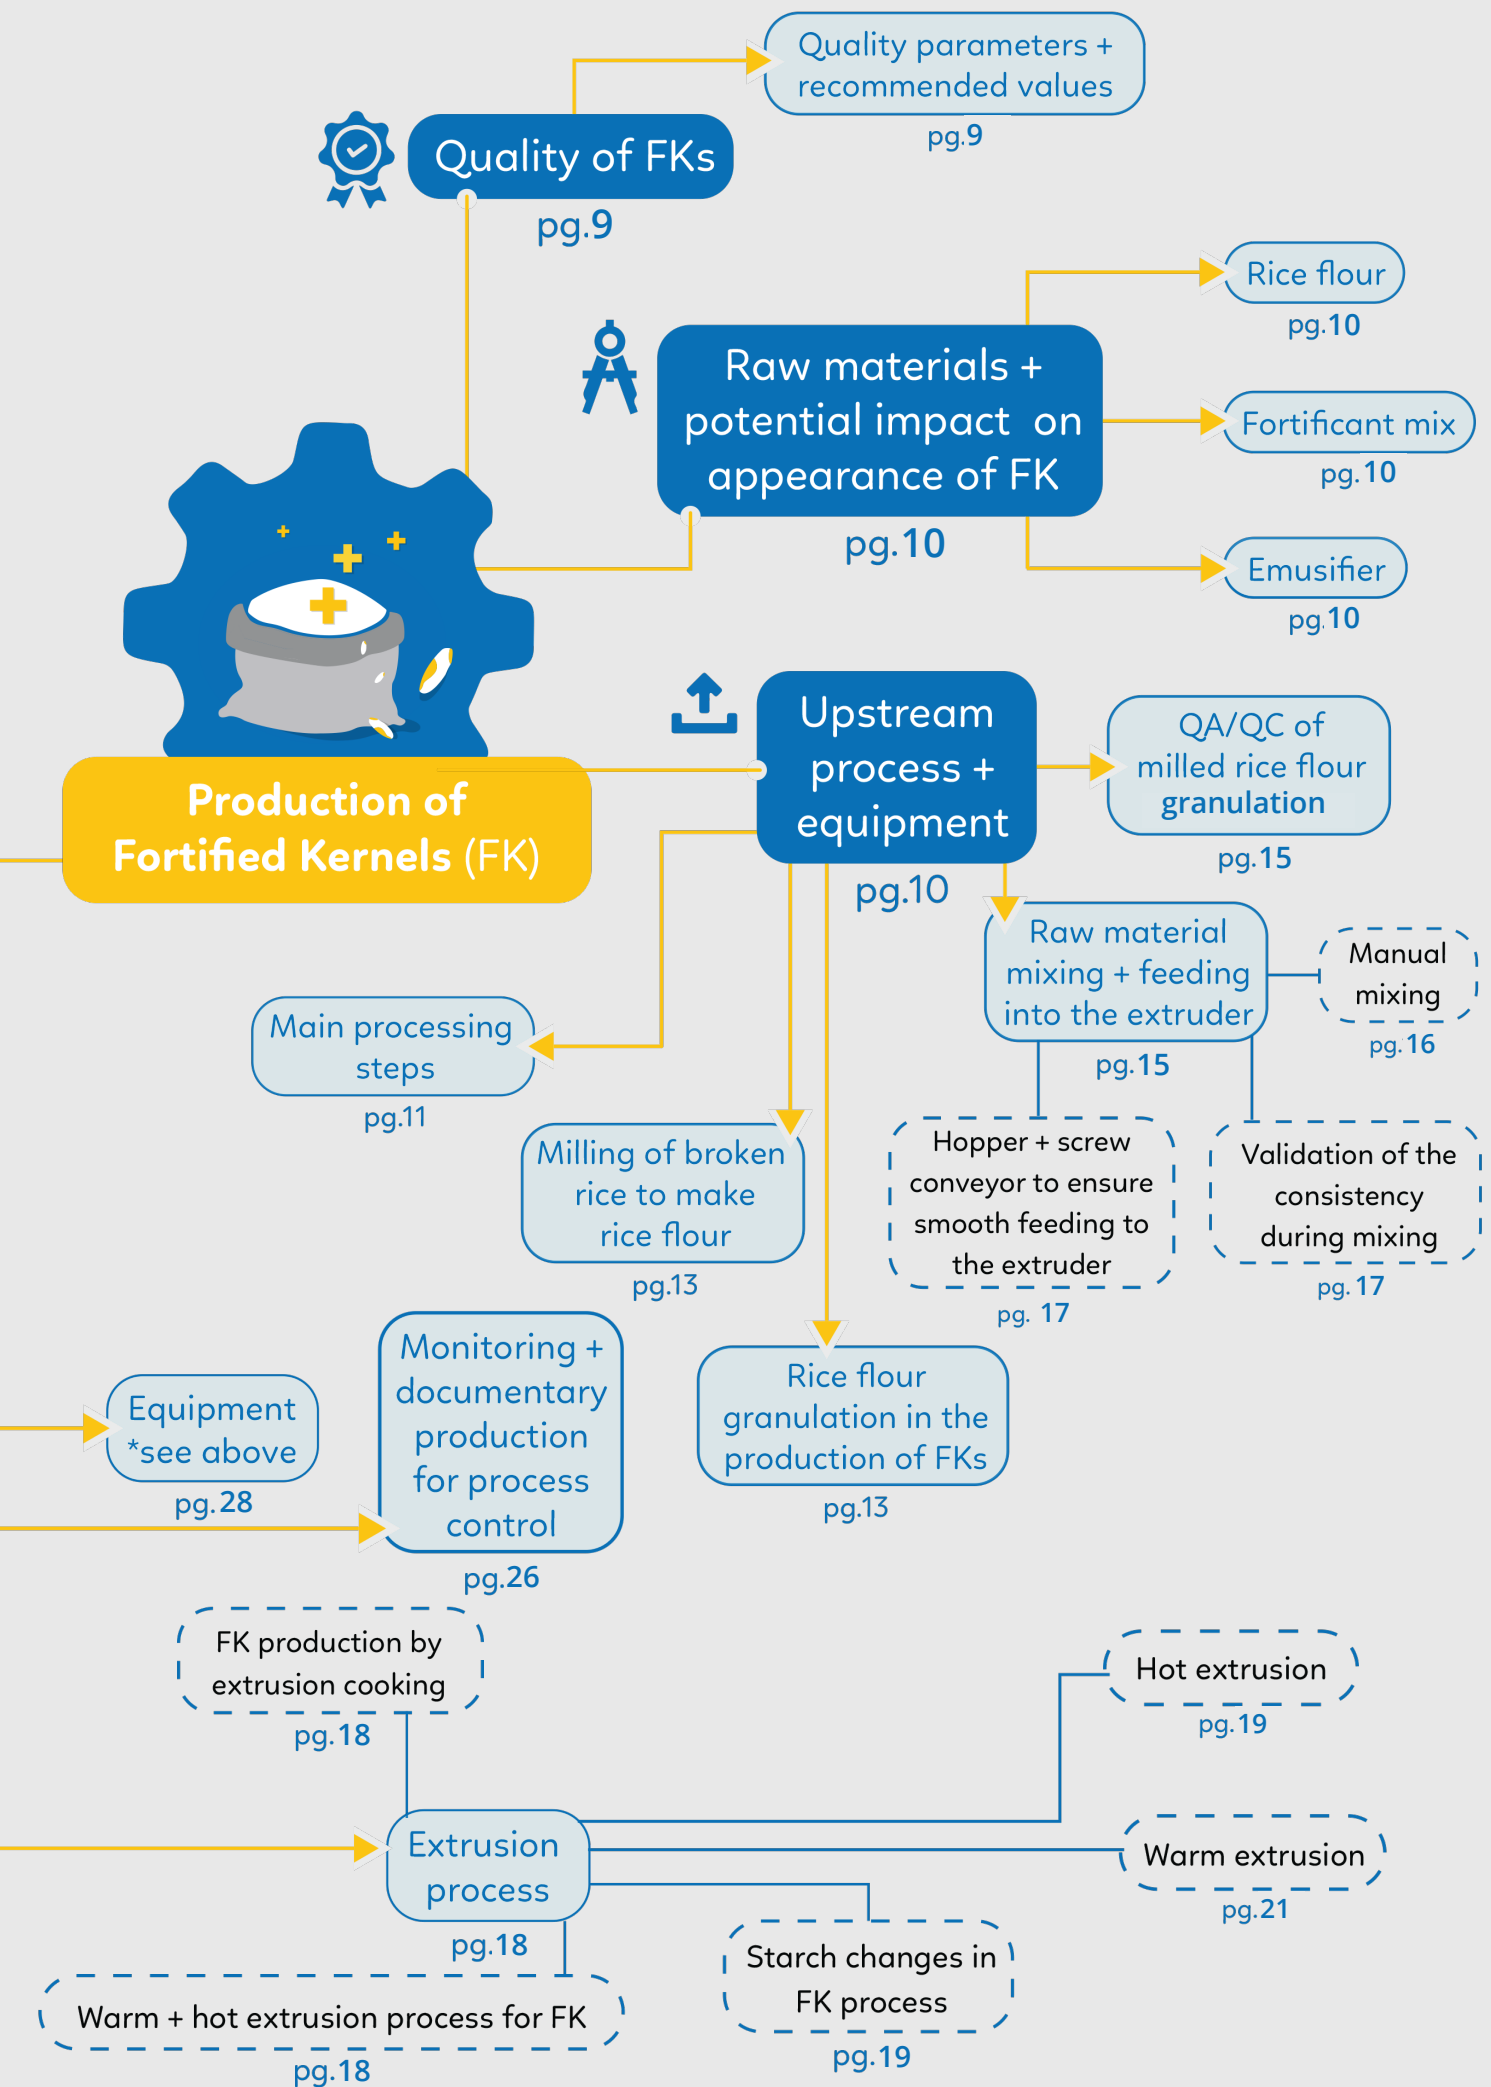 Quality parameters +
recommended values
pg.9
Quality of FKs
pg.9
Rice flour
pg.10
Raw materials +
potential impact on
appearance of FK
pg.10
Fortificant mix
pg.10
Emusifier
pg.10
Production of
Fortified Kernels (FK)
Upstream
process +
equipment
pg.10
QA/QC of
milled rice flour
granulation
pg.15
Raw material
mixing + feeding
into the extruder
pg.15
Manual
mixing
pg.16
Main processing
steps
pg.11
Milling of broken
rice to make
rice flour
pg.13
Hopper + screw
conveyor to ensure
smooth feeding to
the extruder
pg. 17
Validation of the
consistency
during mixing
pg. 17
Rice flour
granulation in the
production of FKs
pg.13
Equipment
*see above
pg.28
Monitoring +
documentary
production
for process
control
pg.26
FK production by
extrusion cooking
pg.18
Hot extrusion
pg.19
Extrusion
process
pg.18
Warm extrusion
pg.21
Starch changes in
FK process
pg.19
Warm + hot extrusion process for FK
pg.18